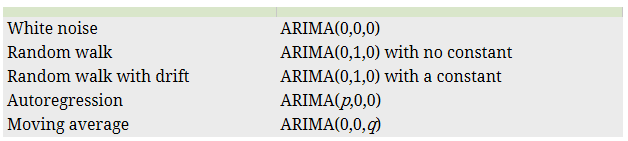 White noise ARIMA(0,0,0)
Random walk ARIMA(0,1,0) with no constant
Random walk with drift ARIMA(0,1,0) with a constant
Autoregression ARIMA(p,0,0)
Moving average ARIMA(0,0,q)